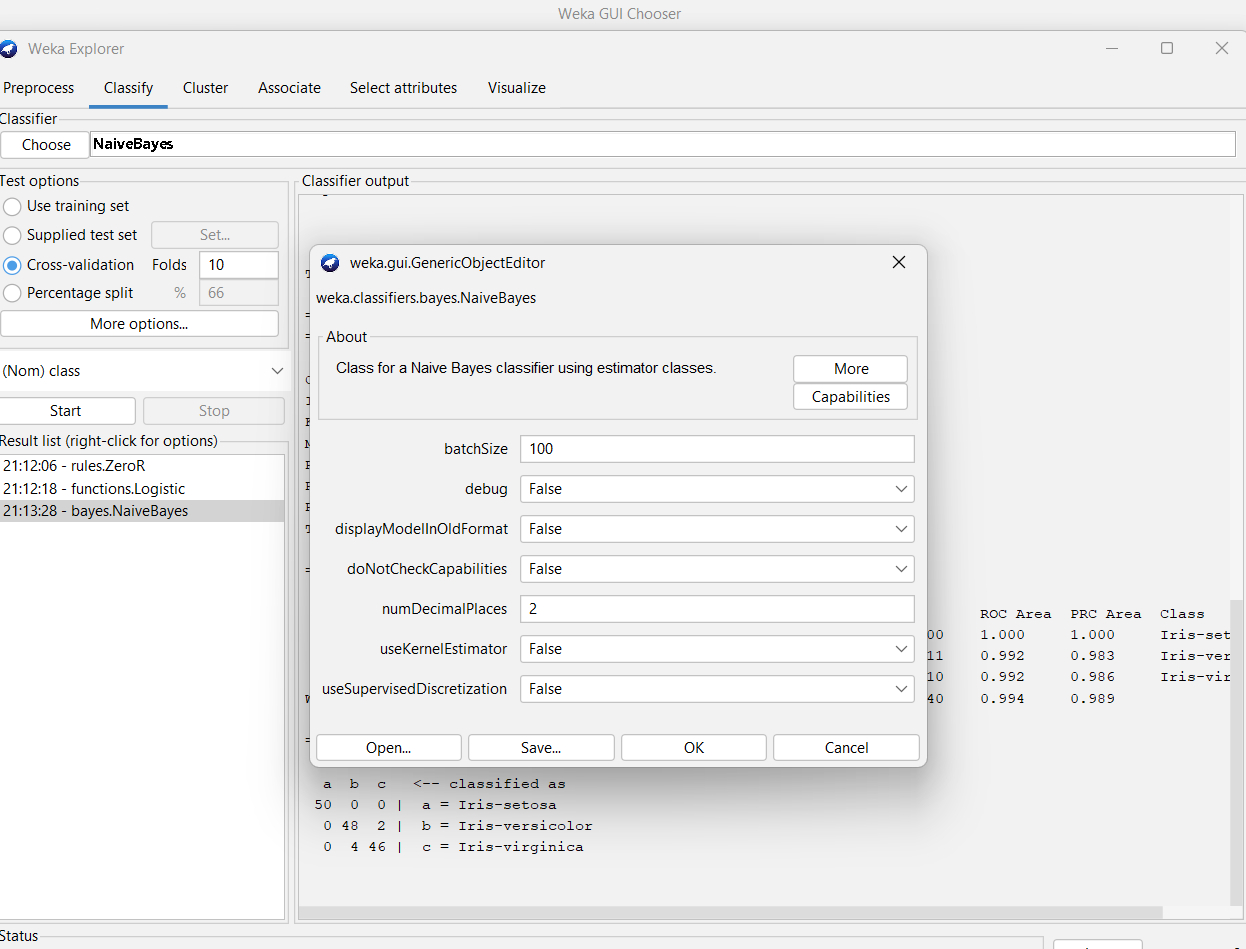 Weka GUI Chooser
Weka Explorer
Preprocess Classify Cluster Associate Select attributes Visualize
Classifier
Choose NaiveBayes
Test options
Use training set
Supplied test set Set...
Cross-validation Folds 10
Percentage split % 66
More options...
(Nom) class
Start Stop
Result list (right-click for options)
21:12:06 - rules.ZeroR
21:12:18 - functions.Logistic
21:13:28 - bayes.NaiveBayes
Classifier output
weka.gui.GenericObjectEditor
weka.classifiers.bayes.NaiveBayes
About
Class for a Naive Bayes classifier using estimator classes.
More
Capabilities
batchSize 100
debug False
displayModelInOldFormat False
doNotCheckCapabilities False
numDecimalPlaces 2
useKernelEstimator False
useSupervisedDiscretization False
Open... Save... OK Cancel
ROC Area PRC Area Class
00 1.000 1.000 Iris-set
11 0.992 0.983 Iris-ver
10 0.992 0.986 Iris-vir
40 0.994 0.989
a b c <-- classified as
50 0 0 | a = Iris-setosa
0 48 2 | b = Iris-versicolor
0 4 46 | c = Iris-virginica
Status